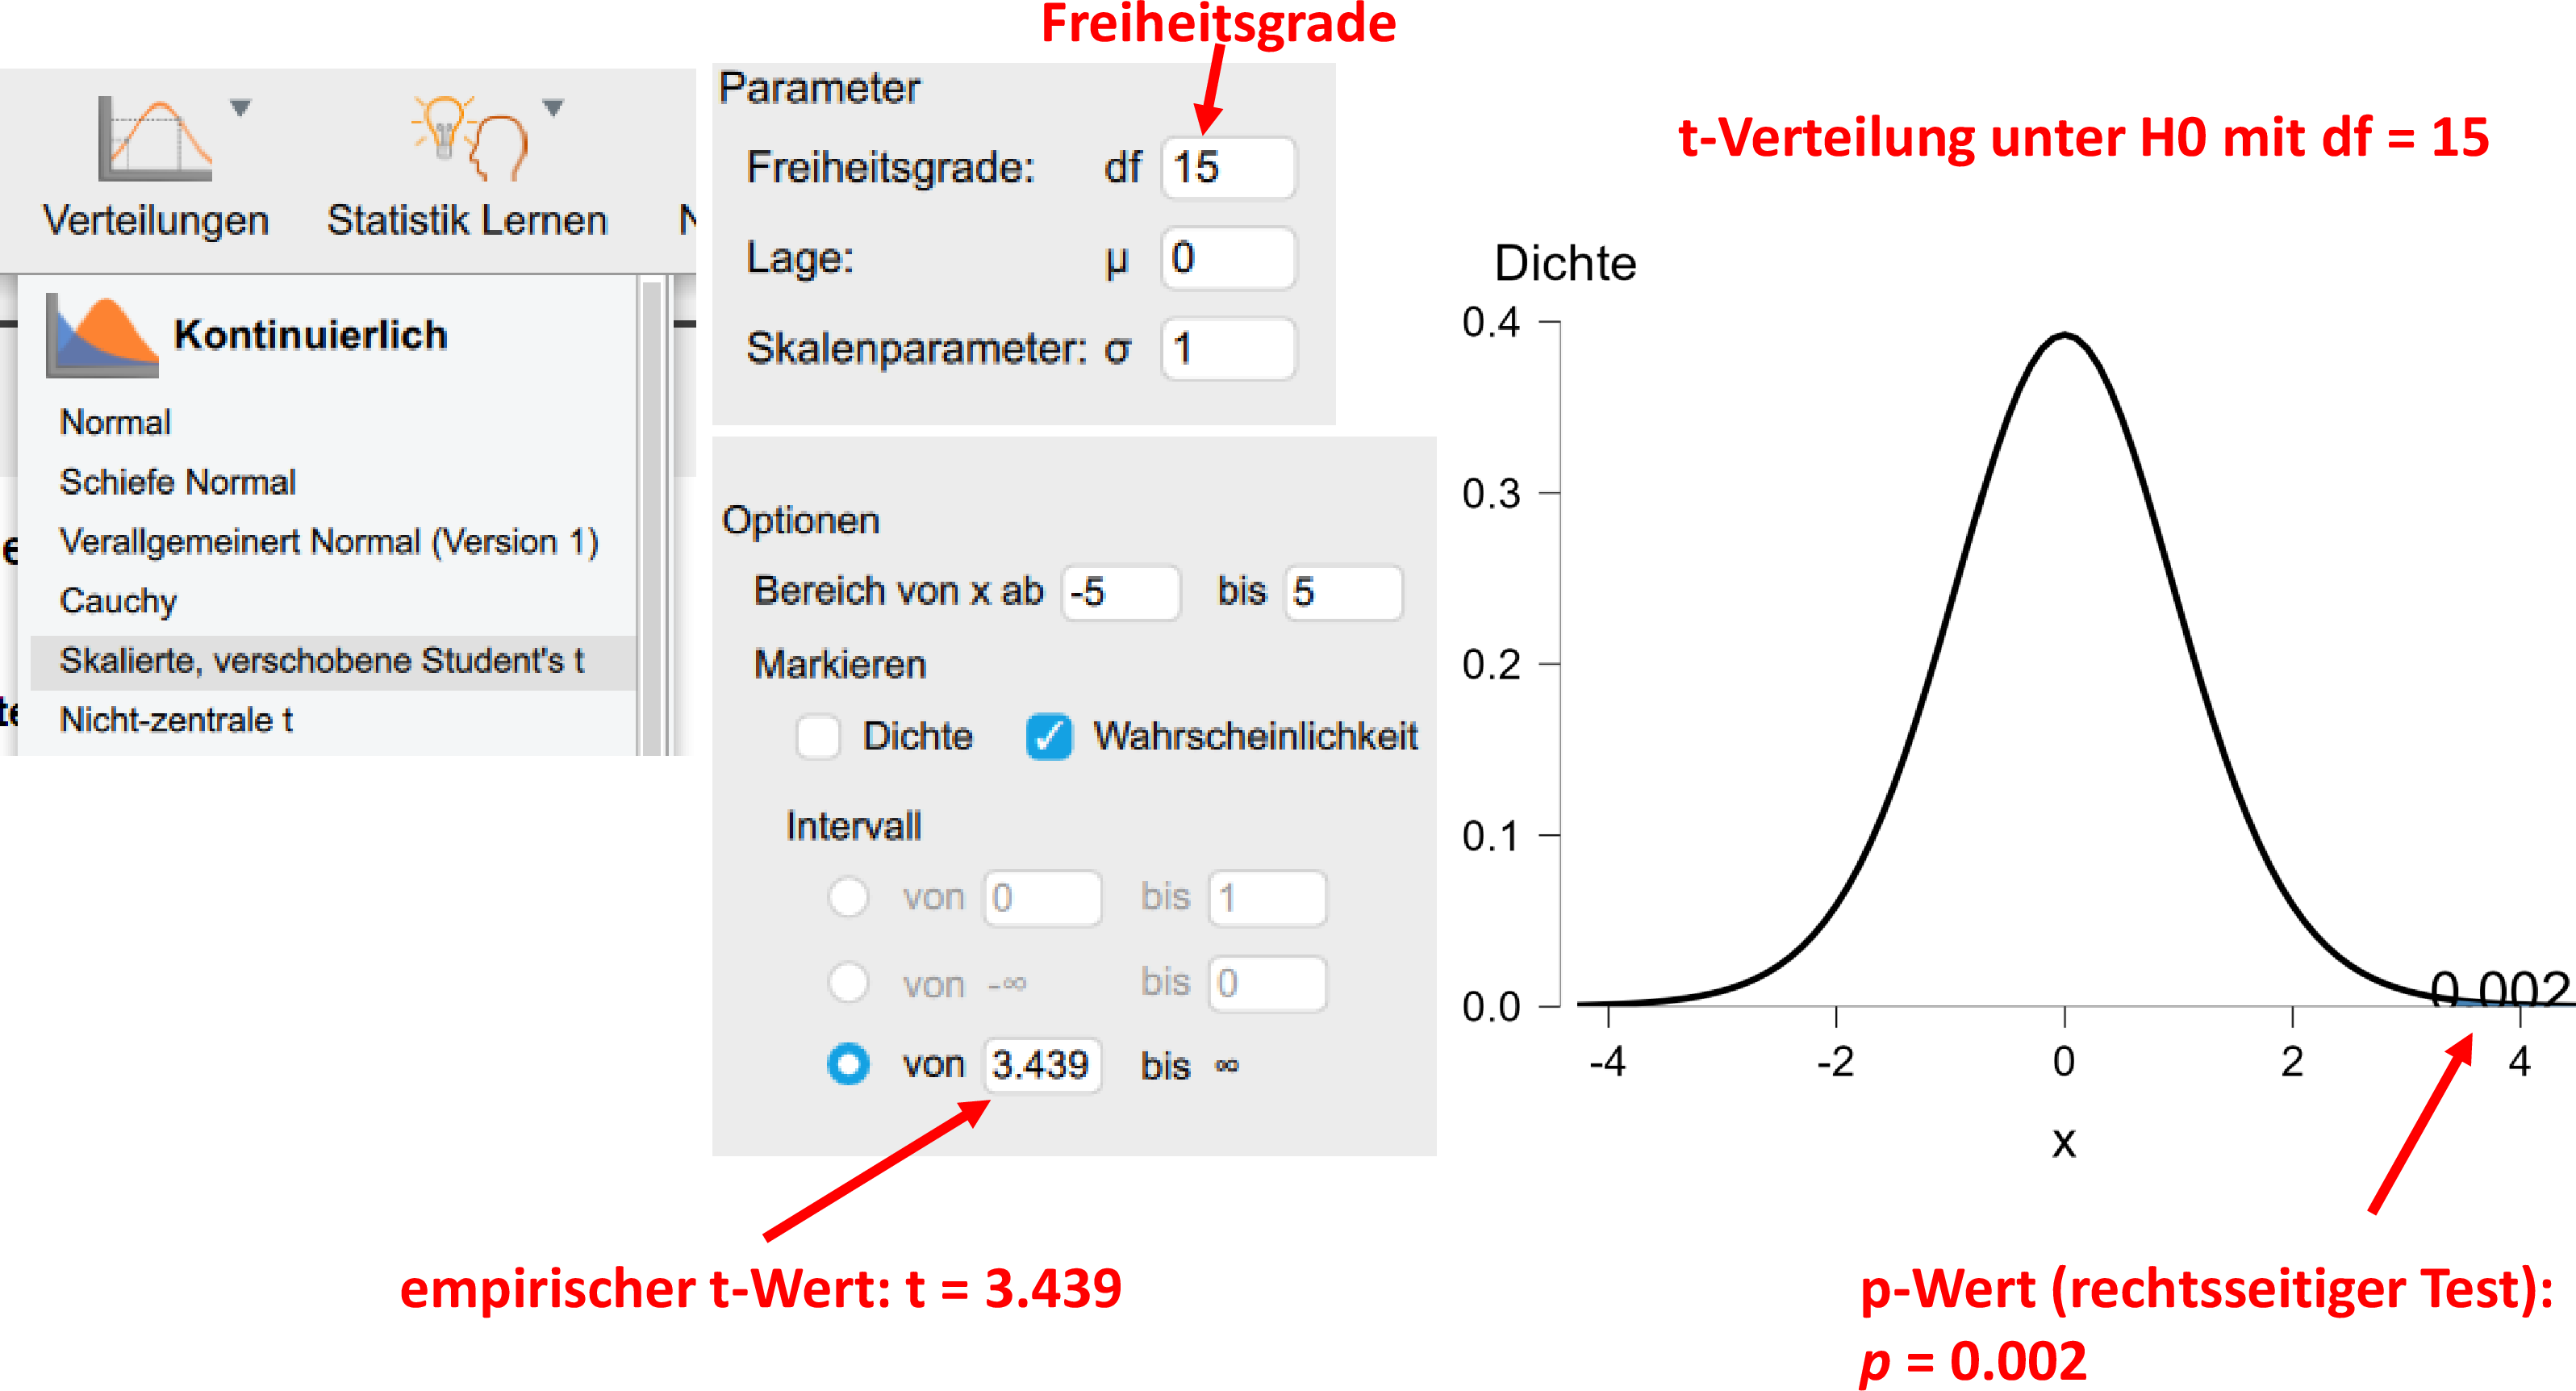 Freiheitsgrade
Verteilungen
Statistik Lernen
Kontinuierlich
Normal
Schiefe Normal
Verallgemeinert Normal (Version 1)
Cauchy
Skalierte, verschobene Student's t
Nicht-zentrale t
Parameter
Freiheitsgrade: df 15
Lage: μ 0
Skalenparameter: σ 1
Optionen
Bereich von x ab -5 bis 5
Markieren
Dichte Wahrscheinlichkeit
Intervall
von 0 bis 1
von -∞ bis 0
von 3.439 bis ∞
empirischer t-Wert: t = 3.439
t-Verteilung unter H0 mit df = 15
Dichte
0.4
0.3
0.2
0.1
0.0
0.002
-4 -2 0 2 4
x
p-Wert (rechtsseitiger Test):
p = 0.002